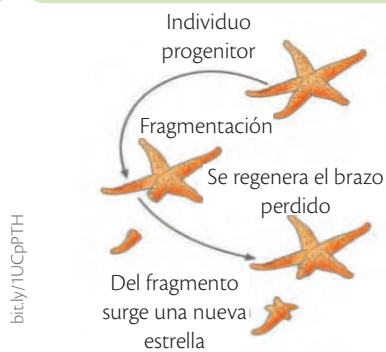 Individuo
progenitor
Fragmentación
Se regenera el brazo
perdido
Del fragmento
surge una nueva
estrella
bit.ly/1UCpPTH